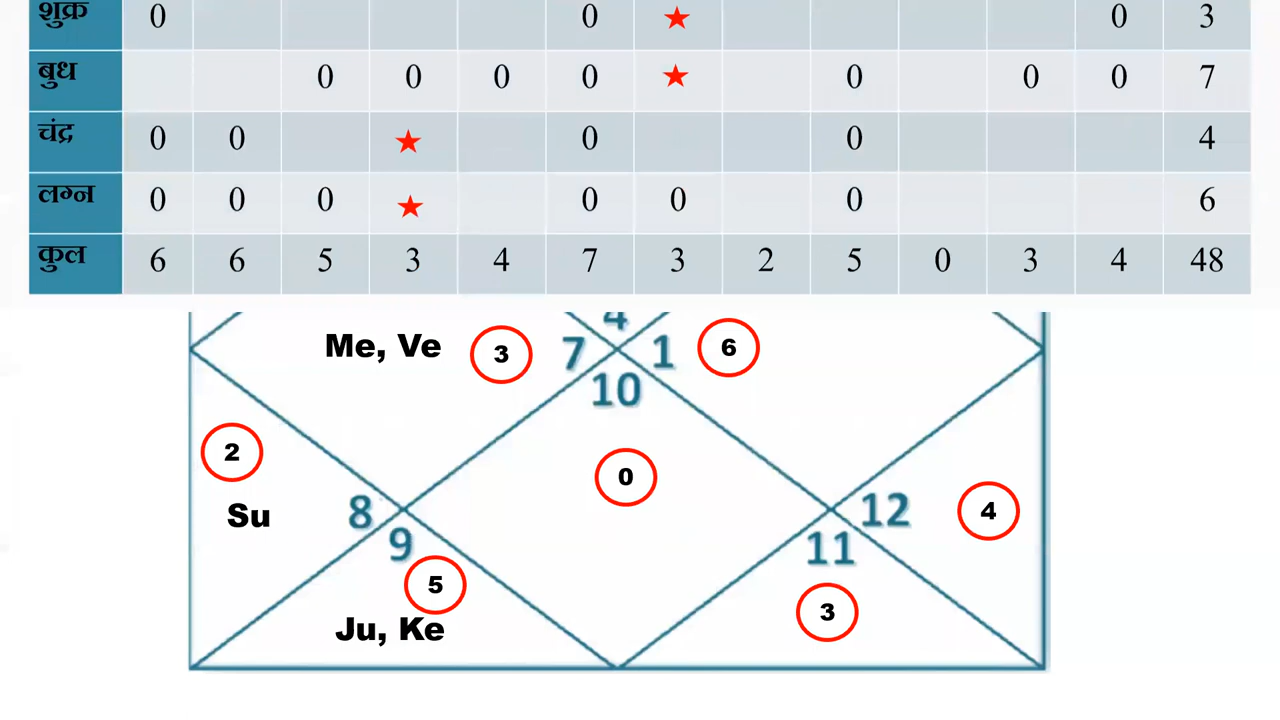 शुक्र 0 0 ★ 0 3
बुध 0 0 0 0 ★ 0 0 0 7
चंद्र 0 0 ★ 0 0 4
लग्न 0 0 0 ★ 0 0 0 6
कुल 6 6 5 3 4 7 3 2 5 0 3 4 48
4
Me, Ve 3 7 1 6
10
2
0
Su 8 12 4
9 11
5
3
Ju, Ke